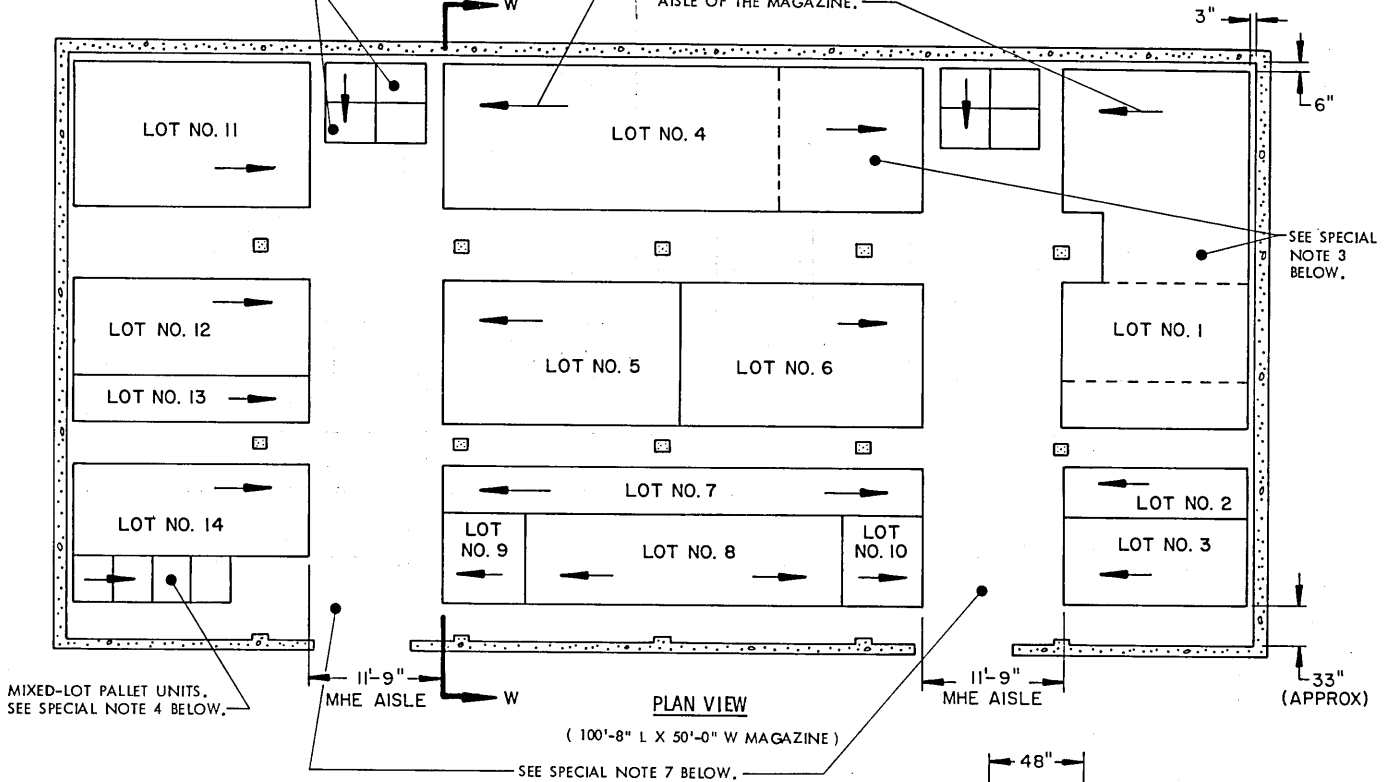 W
AISLE OF THE MAGAZINE.
3"
6"
LOT NO. 11
LOT NO. 4
SEE SPECIAL
NOTE 3
BELOW.
LOT NO. 12
LOT NO. 5
LOT NO. 6
LOT NO. 1
LOT NO. 13
LOT NO. 7
LOT NO. 2
LOT NO. 14
LOT
NO. 9
LOT NO. 8
LOT
NO. 10
LOT NO. 3
11'-9"
MHE AISLE
W
11'-9"
MHE AISLE
33"
(APPROX)
MIXED-LOT PALLET UNITS.
SEE SPECIAL NOTE 4 BELOW.
PLAN VIEW
( 100'-8" L X 50'-0" W MAGAZINE )
SEE SPECIAL NOTE 7 BELOW.
48"